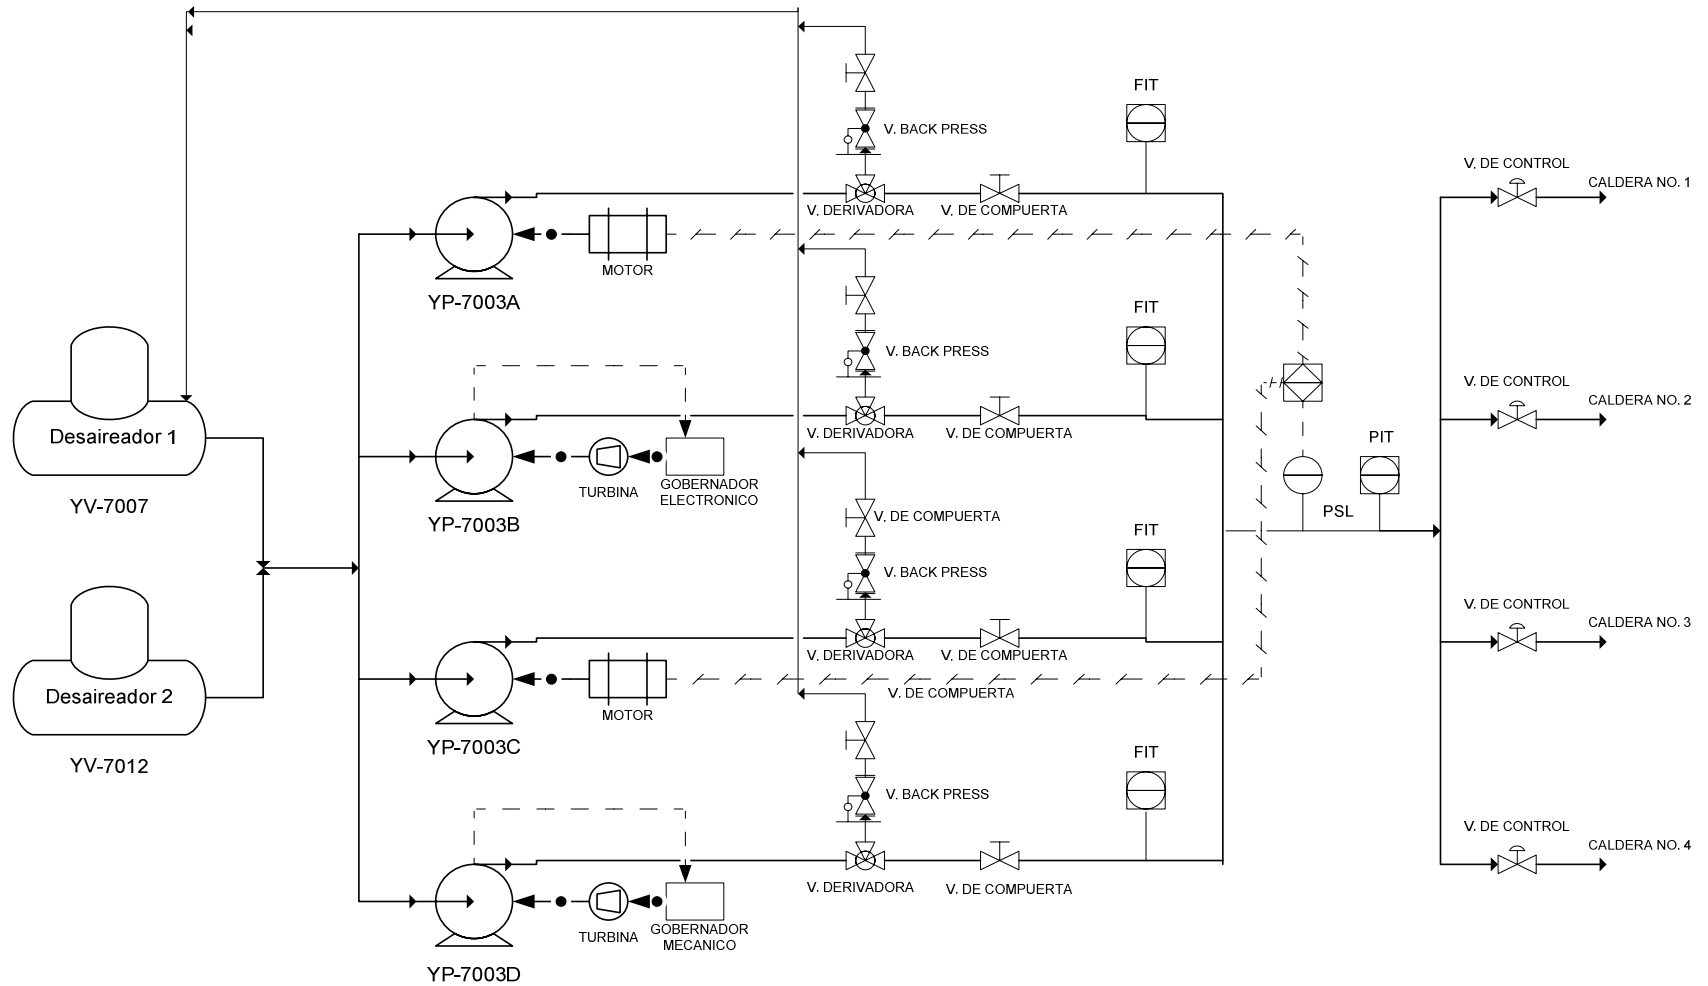 FIT
V. BACK PRESS
V. DE CONTROL
CALDERA NO. 1
V. DERIVADORA
V. DE COMPUERTA
MOTOR
YP-7003A
FIT
V. BACK PRESS
V. DE CONTROL
CALDERA NO. 2
V. DERIVADORA
V. DE COMPUERTA
Desaireador 1
PIT
TURBINA
GOBERNADOR
ELECTRONICO
YV-7007
YP-7003B
V. DE COMPUERTA
PSL
FIT
V. BACK PRESS
V. DE CONTROL
CALDERA NO. 3
V. DERIVADORA
V. DE COMPUERTA
Desaireador 2
V. DE COMPUERTA
MOTOR
YP-7003C
YV-7012
FIT
V. BACK PRESS
V. DE CONTROL
CALDERA NO. 4
V. DERIVADORA
V. DE COMPUERTA
TURBINA
GOBERNADOR
MECANICO
YP-7003D